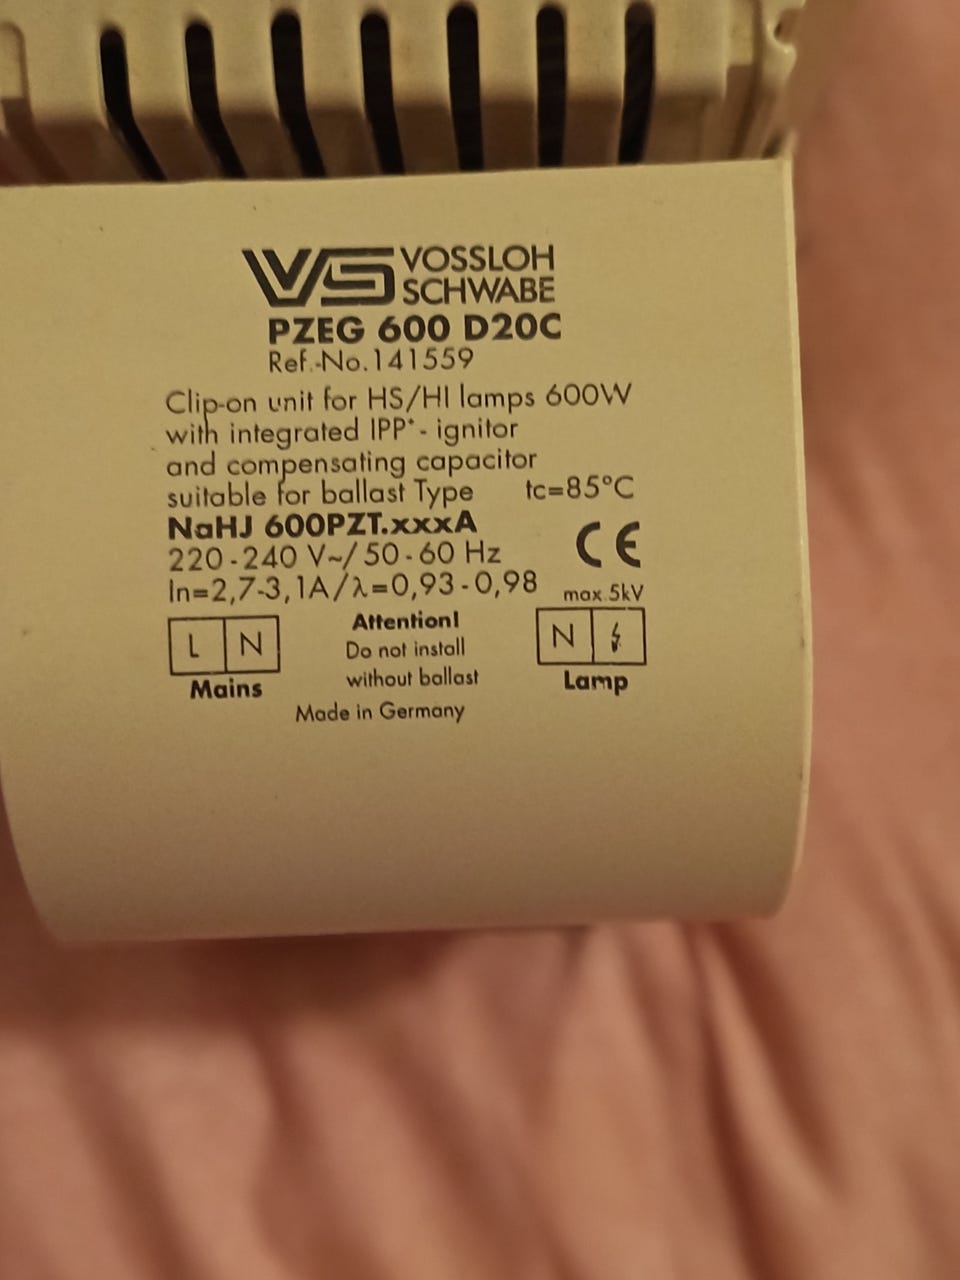 VS VOSSLOH
SCHWABE
PZEG 600 D20C
Ref.-No.141559
Clip-on unit for HS/HI lamps 600W
with integrated IPP*- ignitor
and compensating capacitor
suitable for ballast Type tc=85°C
NaHJ 600PZT.xxxA
220-240 V~/50-60 Hz CE
In=2,7-3,1A/λ=0,93-0,98 max.5kV
L N Attention! N
Do not install
without ballast
Mains Lamp
Made in Germany